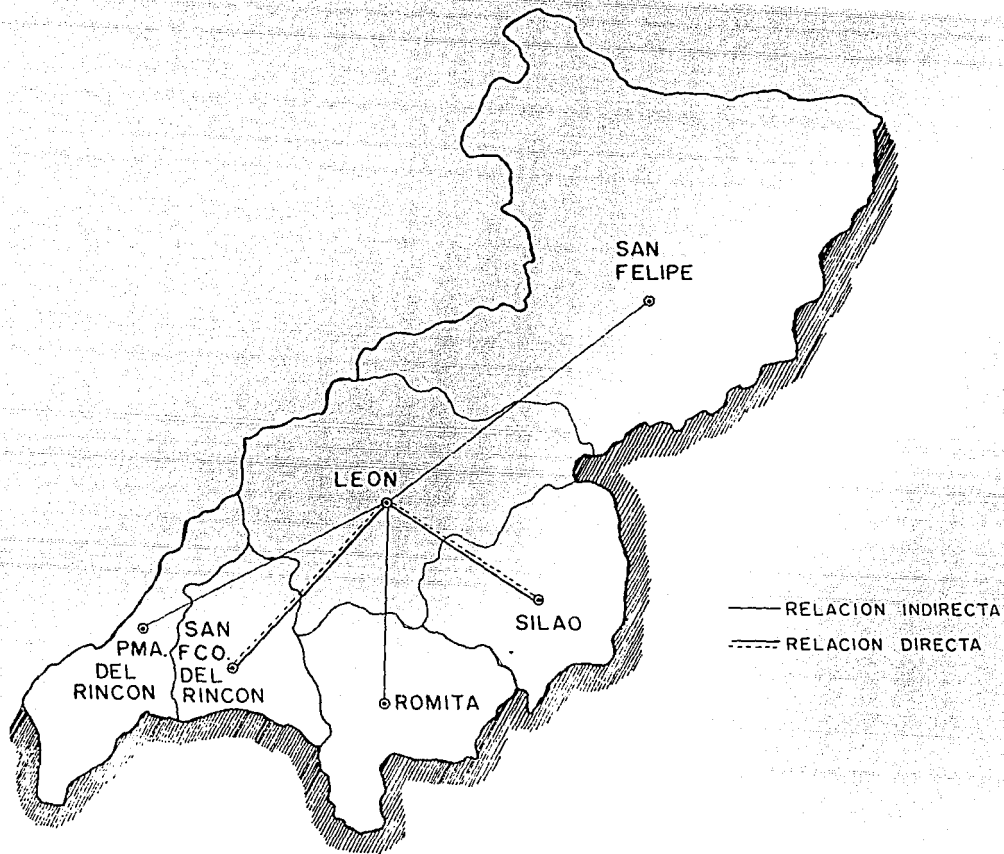 SAN
FELIPE
LEON
SILAO
RELACION INDIRECTA
RELACION DIRECTA
PMA.
DEL
RINCON
SAN
FCO.
DEL
RINCON
ROMITA